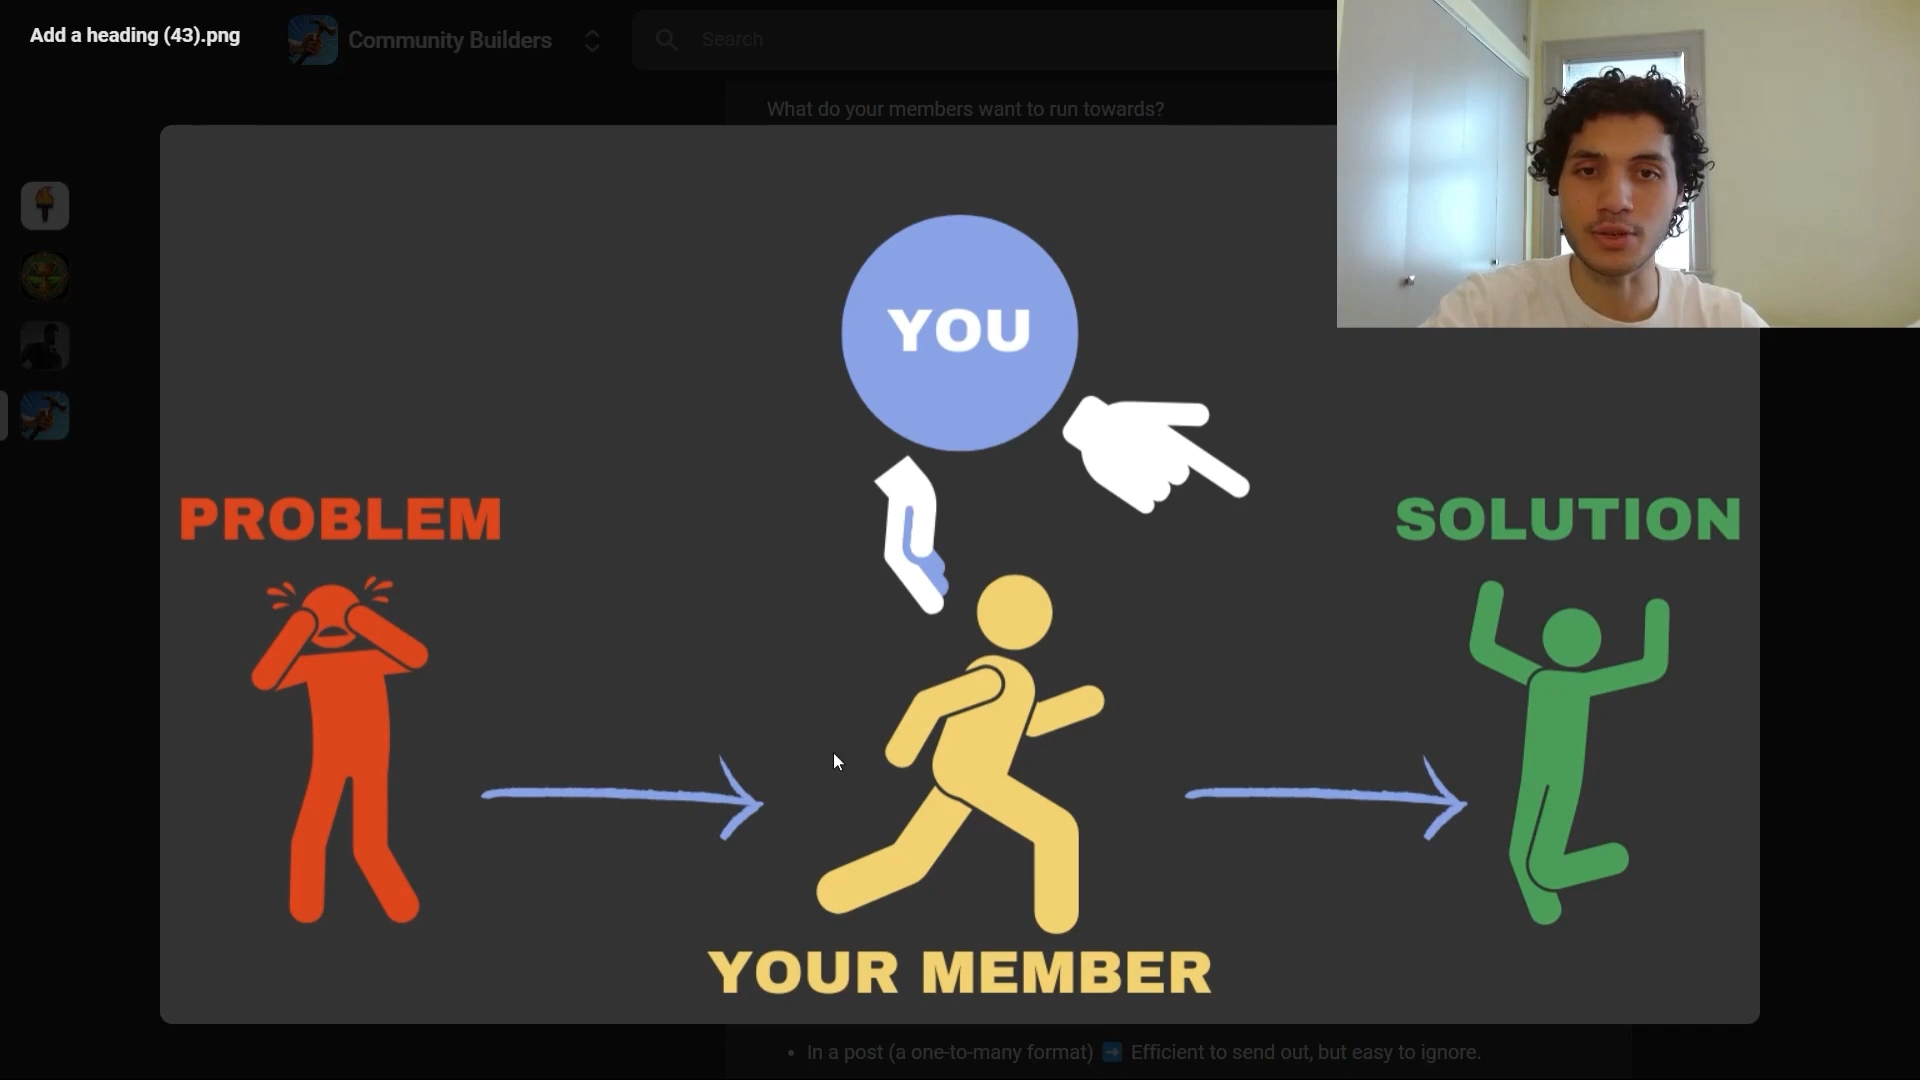 Add a heading (43).png
Community Builders
Search
What do your members want to run towards?
YOU
PROBLEM
SOLUTION
YOUR MEMBER
• In a post (a one-to-many format) ➡ Efficient to send out, but easy to ignore.